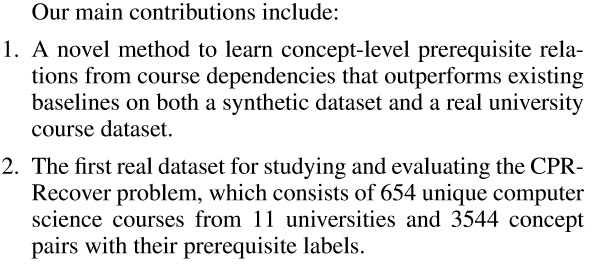 Our main contributions include:
1. A novel method to learn concept-level prerequisite rela-
tions from course dependencies that outperforms existing
baselines on both a synthetic dataset and a real university
course dataset.
2. The first real dataset for studying and evaluating the CPR-
Recover problem, which consists of 654 unique computer
science courses from 11 universities and 3544 concept
pairs with their prerequisite labels.